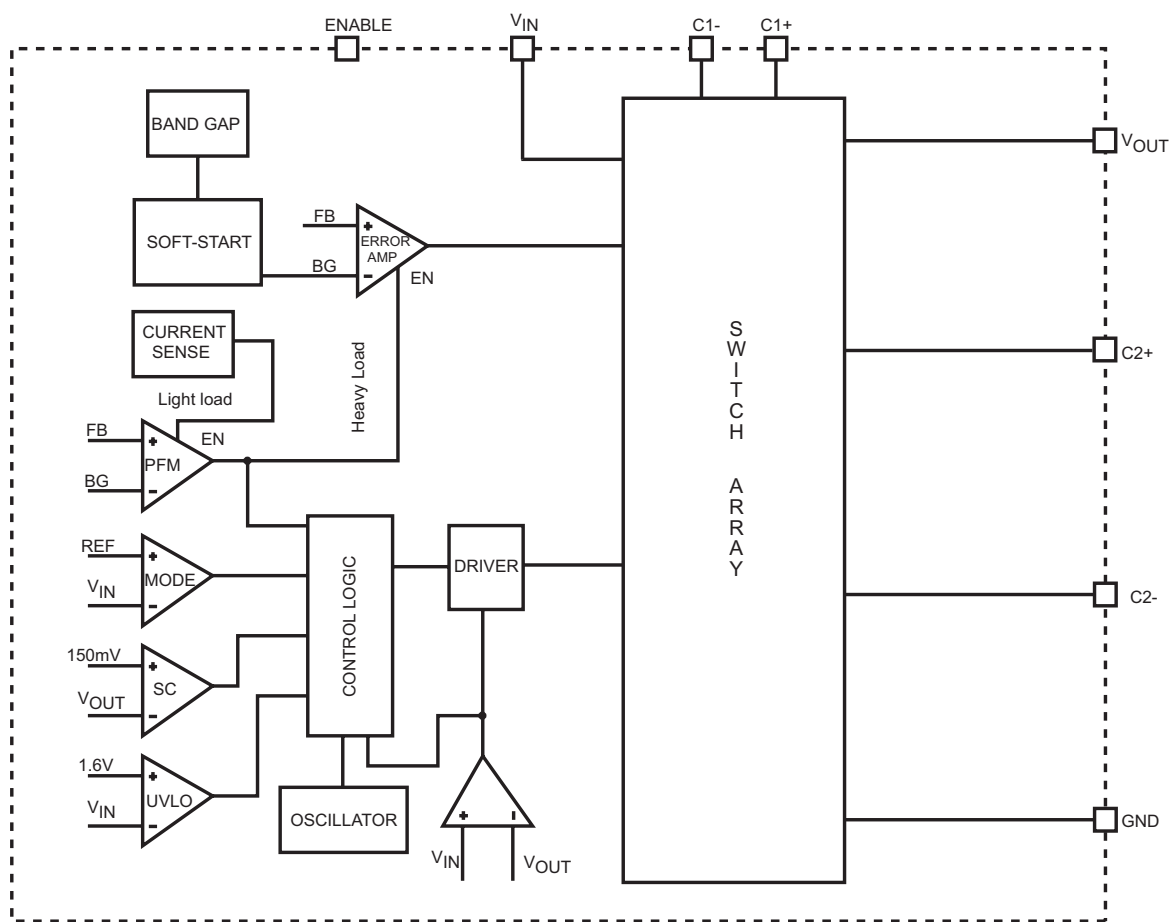 ENABLE
VIN
C1-
C1+
BAND GAP
VOUT
SOFT-START
FB
+
ERROR
AMP
BG
-
EN
CURRENT
SENSE
Light load
Heavy Load
SWITCH ARRAY
C2+
FB
+
EN
PFM
BG
-
REF
+
MODE
VIN
-
CONTROL LOGIC
DRIVER
C2-
150mV
+
SC
VOUT
-
1.6V
+
UVLO
VIN
-
OSCILLATOR
+
-
VIN
VOUT
GND